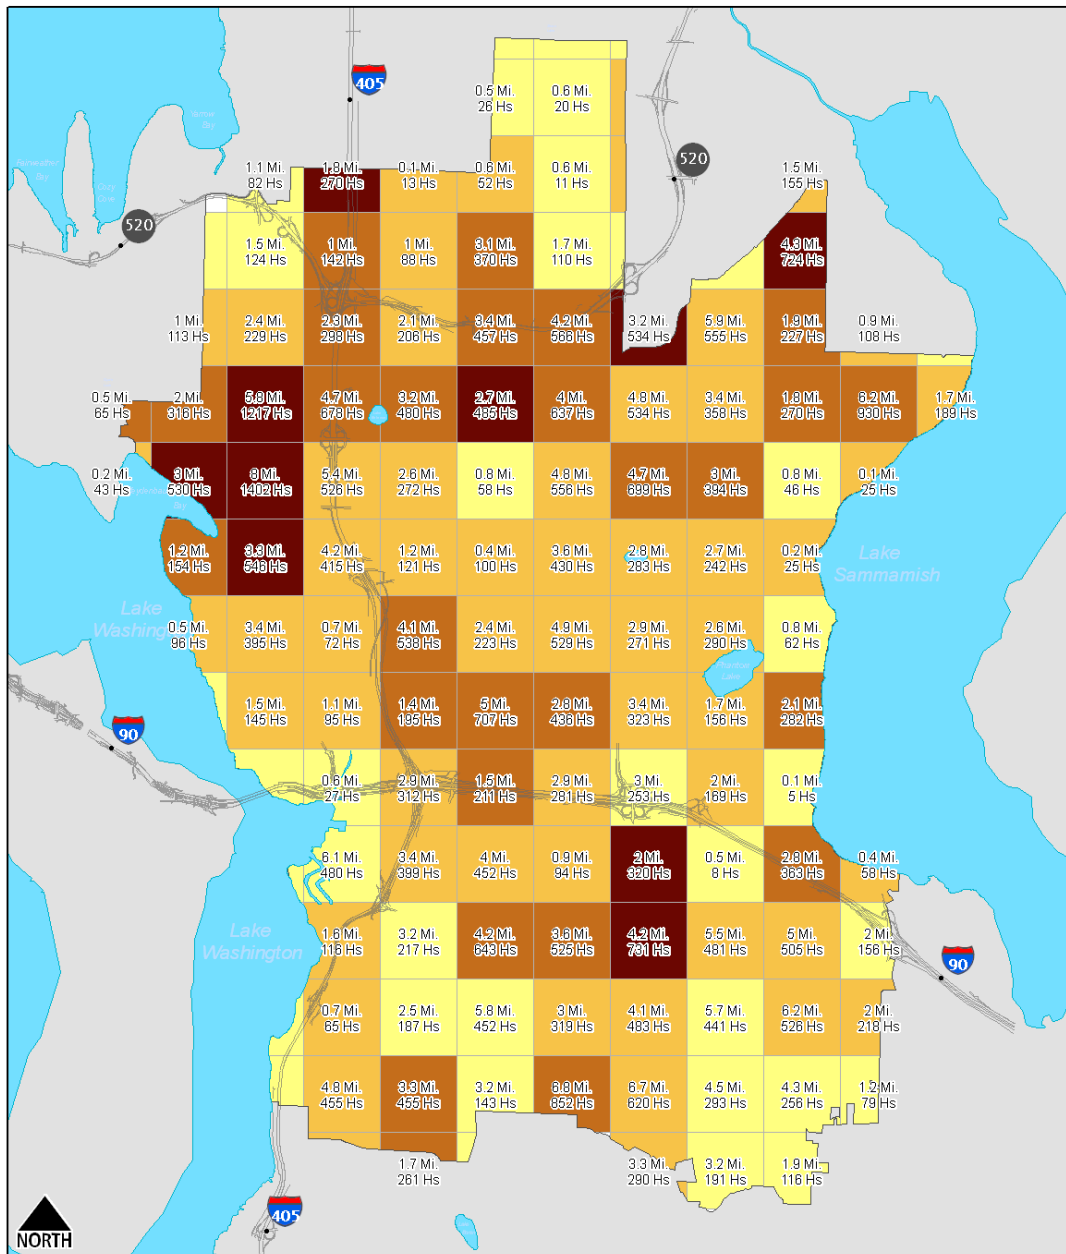 405
0.5 Mi. 0.6 Mi.
26 Hs 20 Hs
Yarrow
Bay
Fairweather
Bay
Cozy
Cove
520
1.1 Mi. 1.8 Mi. 0.1 Mi. 0.6 Mi. 0.6 Mi. 1.5 Mi.
82 Hs 270 Hs 13 Hs 52 Hs 11 Hs 155 Hs
520
1.5 Mi. 1 Mi. 1 Mi. 3.1 Mi. 1.7 Mi. 4.3 Mi.
124 Hs 142 Hs 88 Hs 370 Hs 110 Hs 724 Hs
1 Mi. 2.4 Mi. 2.3 Mi. 2.1 Mi. 3.4 Mi. 4.2 Mi. 3.2 Mi. 5.9 Mi. 1.9 Mi. 0.9 Mi.
113 Hs 229 Hs 298 Hs 206 Hs 457 Hs 566 Hs 534 Hs 555 Hs 227 Hs 108 Hs
0.5 Mi. 2 Mi. 5.8 Mi. 4.7 Mi. 3.2 Mi. 2.7 Mi. 4 Mi. 4.8 Mi. 3.4 Mi. 1.8 Mi. 6.2 Mi. 1.7 Mi.
65 Hs 316 Hs 1217 Hs 678 Hs 480 Hs 485 Hs 637 Hs 534 Hs 358 Hs 270 Hs 930 Hs 189 Hs
0.2 Mi. 3 Mi. 8 Mi. 5.4 Mi. 2.6 Mi. 0.8 Mi. 4.8 Mi. 4.7 Mi. 3 Mi. 0.8 Mi. 0.1 Mi.
43 Hs 530 Hs 1402 Hs 526 Hs 272 Hs 58 Hs 556 Hs 699 Hs 394 Hs 46 Hs 25 Hs
Bay
1.2 Mi. 3.3 Mi. 4.2 Mi. 1.2 Mi. 0.4 Mi. 3.6 Mi. 2.8 Mi. 2.7 Mi. 0.2 Mi.
154 Hs 546 Hs 415 Hs 121 Hs 100 Hs 430 Hs 283 Hs 242 Hs 25 Hs
Lake
Sammamish
Lake
Washington
0.5 Mi. 3.4 Mi. 0.7 Mi. 4.1 Mi. 2.4 Mi. 4.9 Mi. 2.9 Mi. 2.6 Mi. 0.8 Mi.
96 Hs 395 Hs 72 Hs 538 Hs 223 Hs 529 Hs 271 Hs 290 Hs 62 Hs
Phantom
Lake
1.5 Mi. 1.1 Mi. 1.4 Mi. 5 Mi. 2.8 Mi. 3.4 Mi. 1.7 Mi. 2.1 Mi.
145 Hs 95 Hs 195 Hs 707 Hs 436 Hs 323 Hs 156 Hs 282 Hs
90
0.6 Mi. 2.9 Mi. 1.5 Mi. 2.9 Mi. 3 Mi. 2 Mi. 0.1 Mi.
27 Hs 312 Hs 211 Hs 281 Hs 253 Hs 169 Hs 5 Hs
6.1 Mi. 3.4 Mi. 4 Mi. 0.9 Mi. 2 Mi. 0.5 Mi. 2.8 Mi. 0.4 Mi.
480 Hs 399 Hs 452 Hs 94 Hs 320 Hs 8 Hs 363 Hs 58 Hs
Lake
Washington
1.6 Mi. 3.2 Mi. 4.2 Mi. 3.6 Mi. 4.2 Mi. 5.5 Mi. 5 Mi. 2 Mi.
116 Hs 217 Hs 643 Hs 525 Hs 731 Hs 481 Hs 505 Hs 156 Hs
90
0.7 Mi. 2.5 Mi. 5.8 Mi. 3 Mi. 4.1 Mi. 5.7 Mi. 6.2 Mi. 2 Mi.
65 Hs 187 Hs 452 Hs 319 Hs 483 Hs 441 Hs 526 Hs 218 Hs
4.8 Mi. 3.3 Mi. 3.2 Mi. 6.8 Mi. 6.7 Mi. 4.5 Mi. 4.3 Mi. 1.2 Mi.
455 Hs 455 Hs 143 Hs 852 Hs 620 Hs 293 Hs 256 Hs 79 Hs
1.7 Mi. 3.3 Mi. 3.2 Mi. 1.9 Mi.
261 Hs 290 Hs 191 Hs 116 Hs
405
NORTH